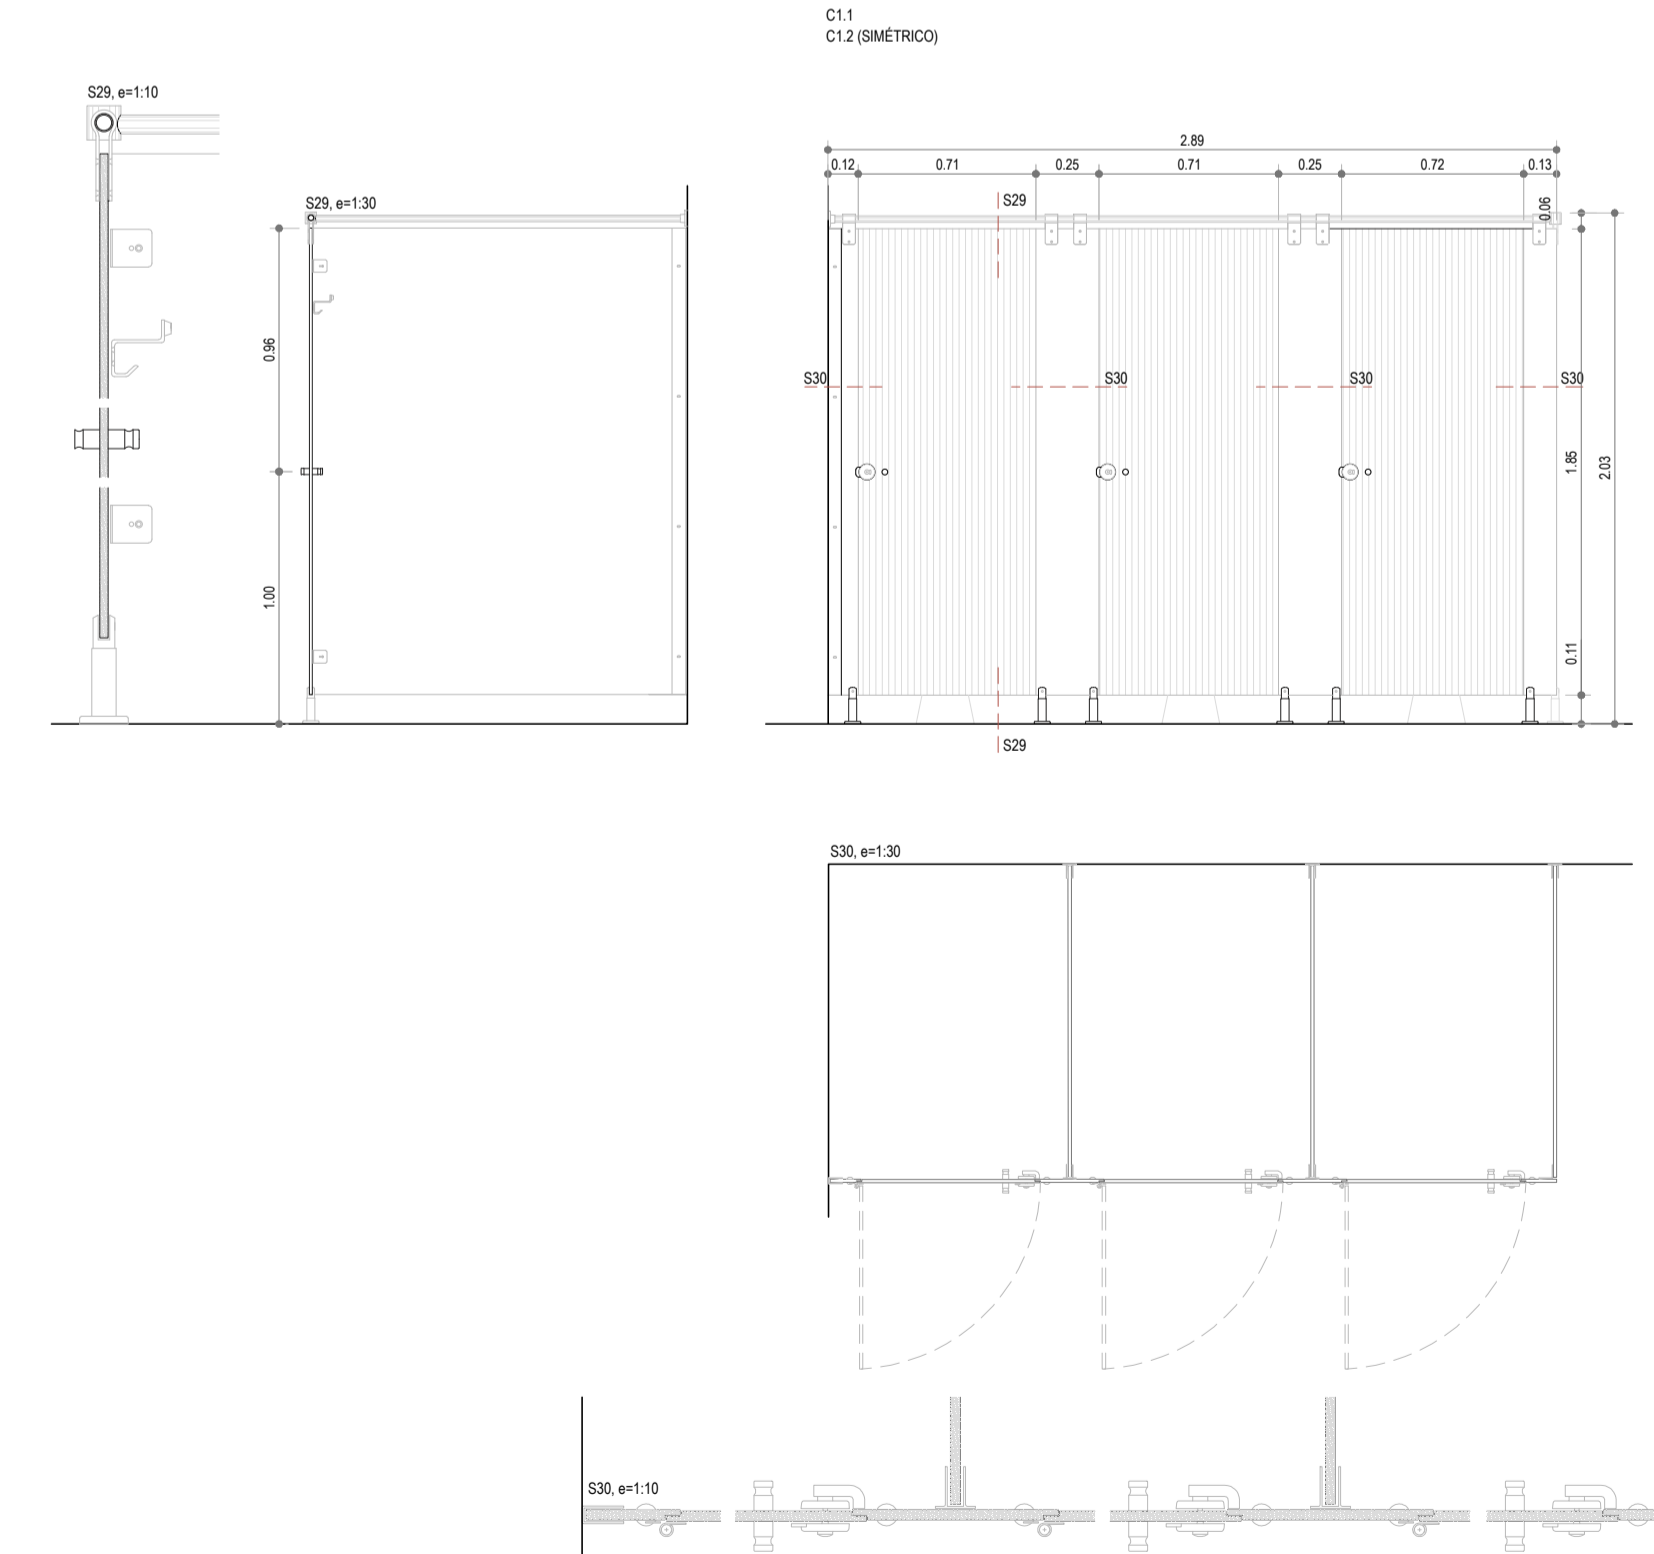 C1.1
C1.2 (SIMÉTRICO)
S29, e=1:10
2.89
0.12
0.71
0.25
0.71
0.25
0.72
0.13
S29, e=1:30
S29
0.06
0.96
S30
S30
S30
S30
1.85
2.03
1.00
0.11
S29
S30, e=1:30
S30, e=1:10